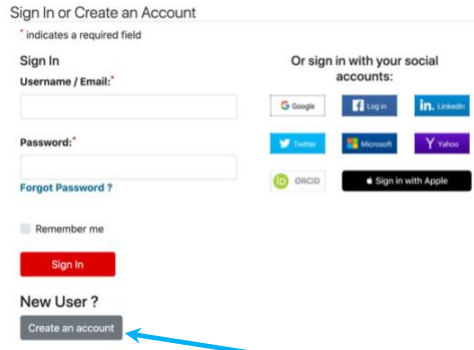 Sign In or Create an Account
* indicates a required field
Sign In
Username / Email:*
Password:*
Forgot Password ?
Remember me
Sign In
New User ?
Create an account
Or sign in with your social
accounts:
Google
f Log in
in. LinkedIn
Twitter
Microsoft
Y Yahoo
iD ORCID
Sign in with Apple